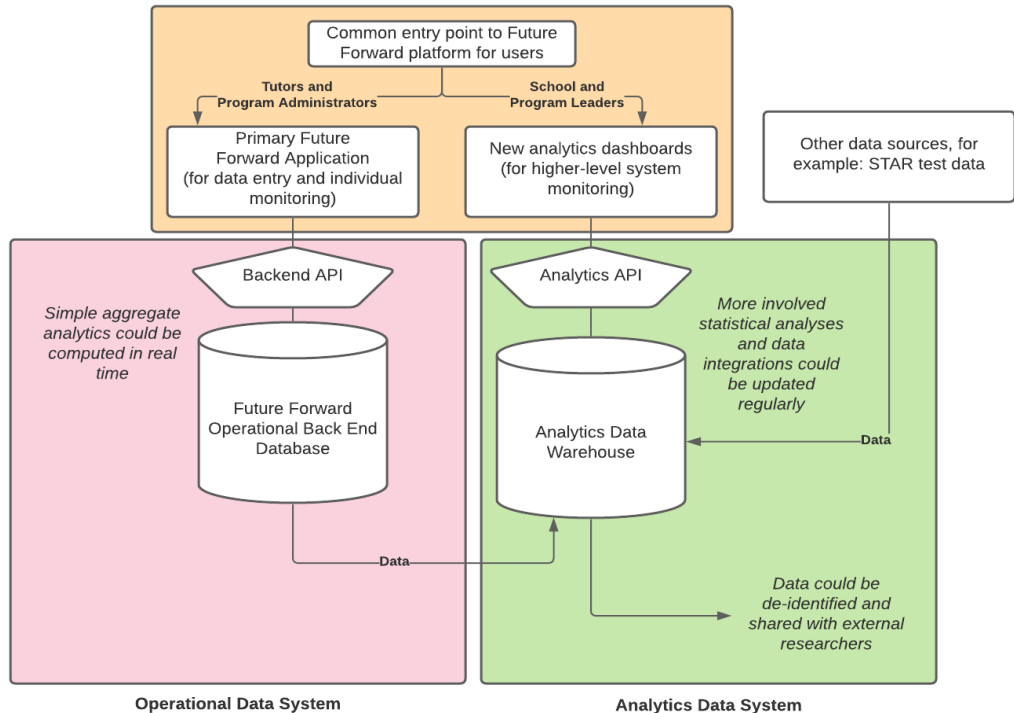 Common entry point to Future
Forward platform for users
Tutors and
Program Administrators
School and
Program Leaders
Primary Future
Forward Application
(for data entry and individual
monitoring)
New analytics dashboards
(for higher-level system
monitoring)
Other data sources, for
example: STAR test data
Backend API
Analytics API
Simple aggregate
analytics could be
computed in real
time
Future Forward
Operational Back End
Database
Analytics Data
Warehouse
More involved
statistical analyses
and data
integrations could
be updated
regularly
Data
Data
Data could be
de-identified and
shared with external
researchers
Operational Data System
Analytics Data System